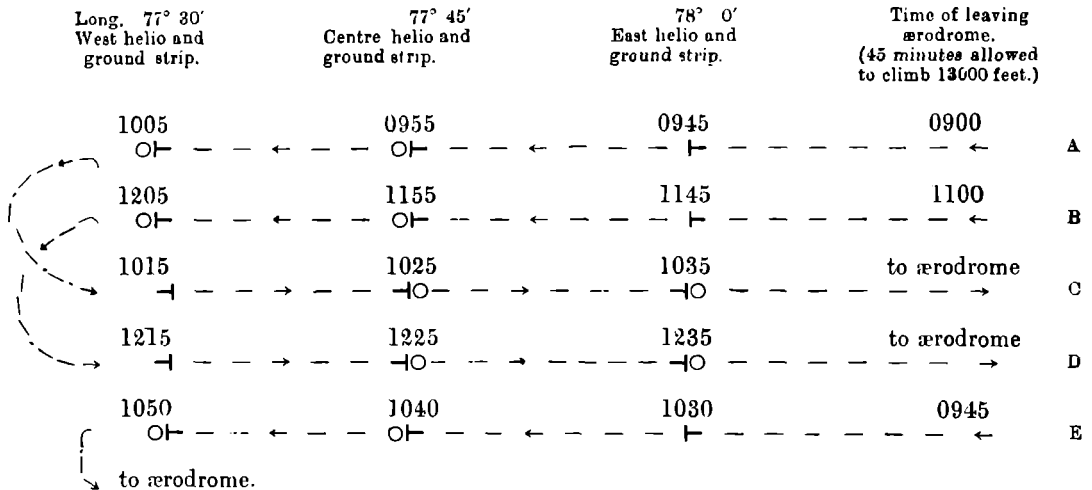 Long. 77° 30′ 77° 45′ 78° 0′ Time of leaving
West helio and Centre helio and East helio and ærodrome.
ground strip. ground strip. ground strip. (45 minutes allowed
to climb 13000 feet.)
1005 0955 0945 0900
A
1205 1155 1145 1100
B
1015 1025 1035 to ærodrome
C
1215 1225 1235 to ærodrome
D
1050 1040 1030 0945
E
to ærodrome.